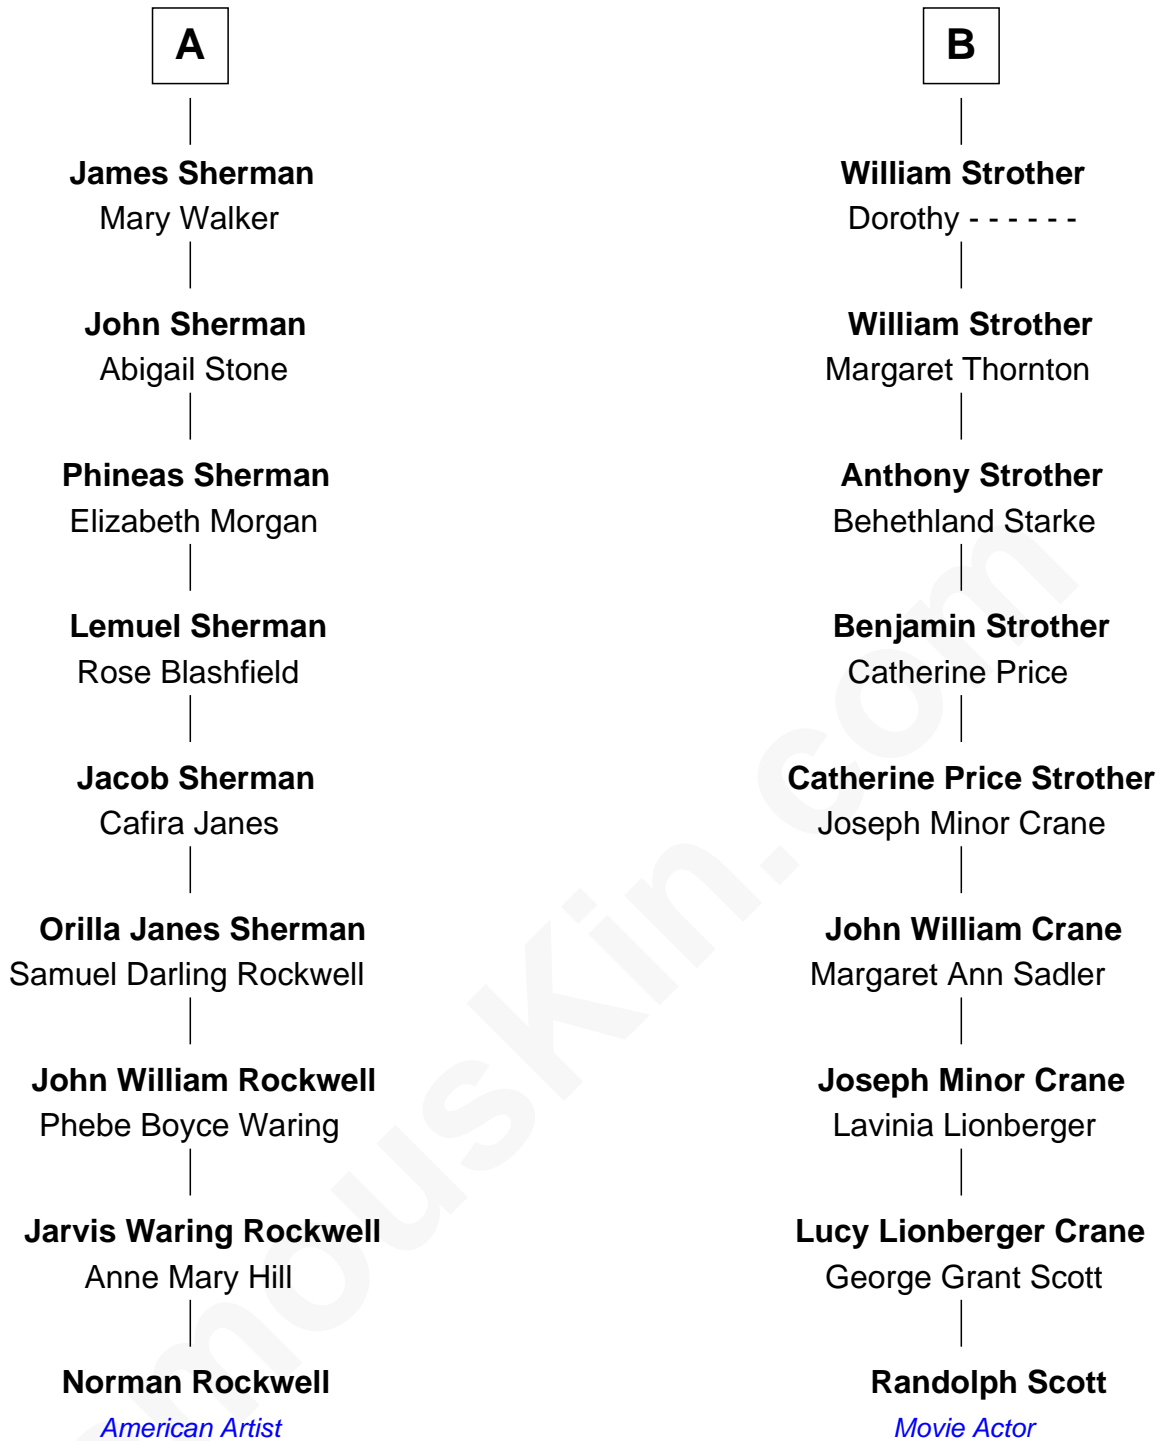 A
James Sherman
Mary Walker
John Sherman
Abigail Stone
Phineas Sherman
Elizabeth Morgan
Lemuel Sherman
Rose Blashfield
Jacob Sherman
Cafira Janes
Orilla Janes Sherman
Samuel Darling Rockwell
John William Rockwell
Phebe Boyce Waring
Jarvis Waring Rockwell
Anne Mary Hill
Norman Rockwell
American Artist
B
William Strother
Dorothy - - - - - -
William Strother
Margaret Thornton
Anthony Strother
Behethland Starke
Benjamin Strother
Catherine Price
Catherine Price Strother
Joseph Minor Crane
John William Crane
Margaret Ann Sadler
Joseph Minor Crane
Lavinia Lionberger
Lucy Lionberger Crane
George Grant Scott
Randolph Scott
Movie Actor
mouskin.com